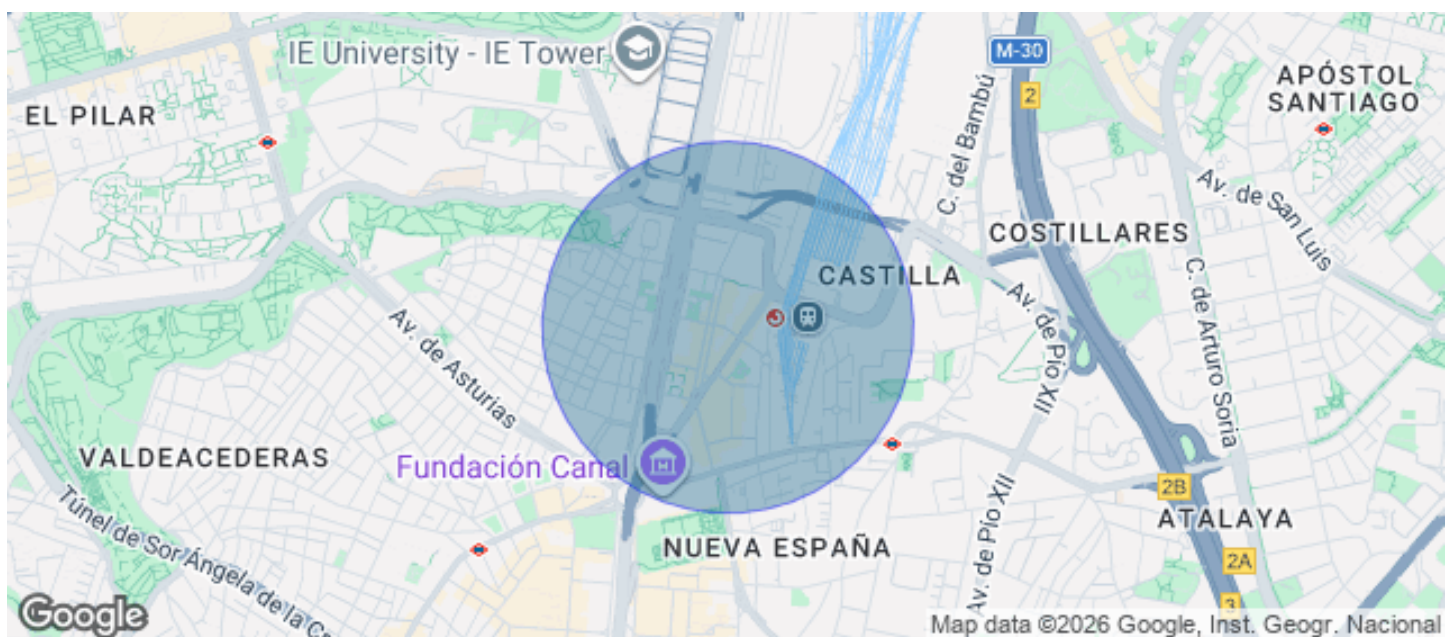 IE University - IE Tower
M-30
2
APÓSTOL
SANTIAGO
EL PILAR
C. del Bambú
Av. de San Luis
COSTILLARES
CASTILLA
C. de Arturo Soria
Av. de Asturias
Av. de Pío XII
VALDEACEDERAS
Fundación Canal
2B
Av. de Pío XII
ATALAYA
Túnel de Sor Ángela de la Cr
NUEVA ESPAÑA
2A
3
Google
Map data ©2026 Google, Inst. Geogr. Nacional